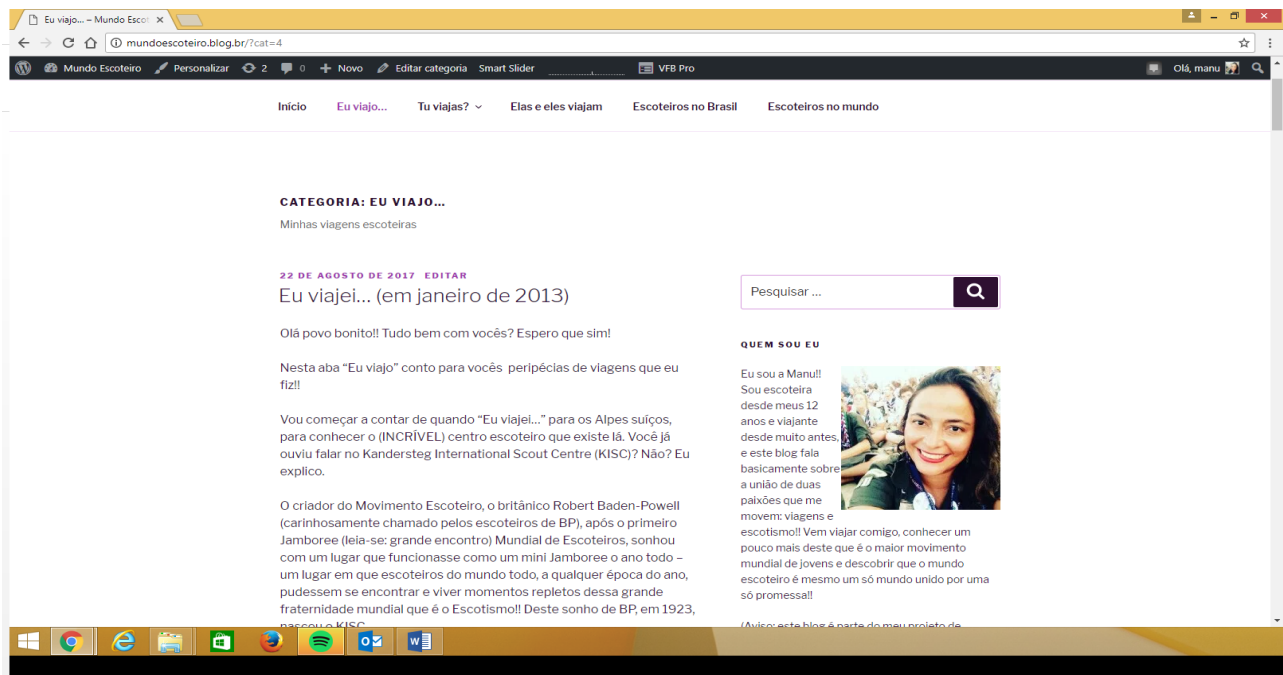 Eu viajo... – Mundo Escot
mundoescoteiro.blog.br/?cat=4
Mundo Escoteiro Personalizar 2 0 Novo Editar categoria Smart Slider VFB Pro Olá, manu
Início Eu viajo... Tu viajas? Elas e eles viajam Escoteiros no Brasil Escoteiros no mundo
CATEGORIA: EU VIAJO...
Minhas viagens escoteiras
22 DE AGOSTO DE 2017 EDITAR
Eu viajei... (em janeiro de 2013)
Olá povo bonito!! Tudo bem com vocês? Espero que sim!
Nesta aba “Eu viajo” conto para vocês peripécias de viagens que eu
fiz!!
Vou começar a contar de quando “Eu viajei...” para os Alpes suíços,
para conhecer o (INCRÍVEL) centro escoteiro que existe lá. Você já
ouviu falar no Kandersteg International Scout Centre (KISC)? Não? Eu
explico.
O criador do Movimento Escoteiro, o britânico Robert Baden-Powell
(carinhosamente chamado pelos escoteiros de BP), após o primeiro
Jamboree (leia-se: grande encontro) Mundial de Escoteiros, sonhou
com um lugar que funcionasse como um mini Jamboree o ano todo –
um lugar em que escoteiros do mundo todo, a qualquer época do ano,
pudessem se encontrar e viver momentos repletos dessa grande
fraternidade mundial que é o Escotismo!! Deste sonho de BP, em 1923,
nasceu o KISC
Pesquisar ...
QUEM SOU EU
Eu sou a Manu!!
Sou escoteira
desde meus 12
anos e viajante
desde muito antes,
e este blog fala
basicamente sobre
a união de duas
paixões que me
movem: viagens e
escotismo!! Vem viajar comigo, conhecer um
pouco mais deste que é o maior movimento
mundial de jovens e descobrir que o mundo
escoteiro é mesmo um só mundo unido por uma
só promessa!!
(Aviso: este blog é parte do meu projeto de